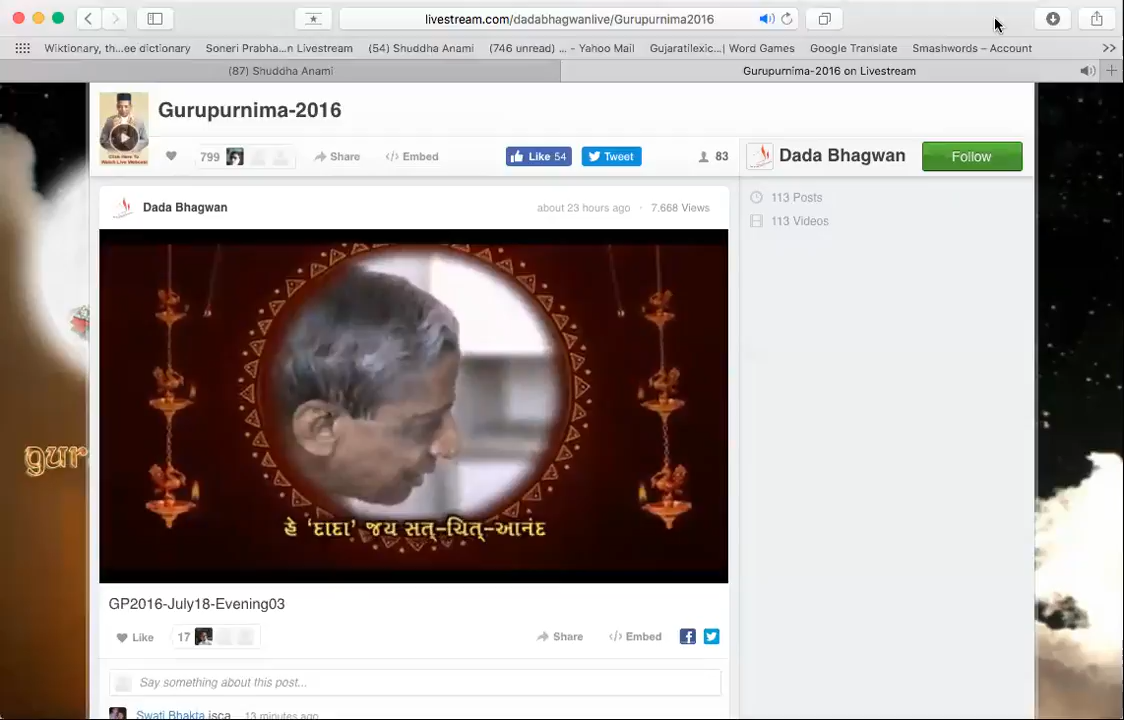 livestream.com/dadabhagwanlive/Gurupurnima2016
Wiktionary, th...ee dictionary
Soneri Prabha...n Livestream
(54) Shuddha Anami
(746 unread) ... - Yahoo Mail
Gujaratilexic...| Word Games
Google Translate
Smashwords – Account
(87) Shuddha Anami
Gurupurnima-2016 on Livestream
Gurupurnima-2016
799
Share
</> Embed
Like 54
Tweet
83
Dada Bhagwan
Follow
113 Posts
113 Videos
Dada Bhagwan
about 23 hours ago · 7,668 Views
gur
હે ‘દાદા’ જય સત્-ચિત્-આનંદ
GP2016-July18-Evening03
Like
17
Share
</> Embed
Say something about this post...
Swati Bhakta isca 13 minutes ago